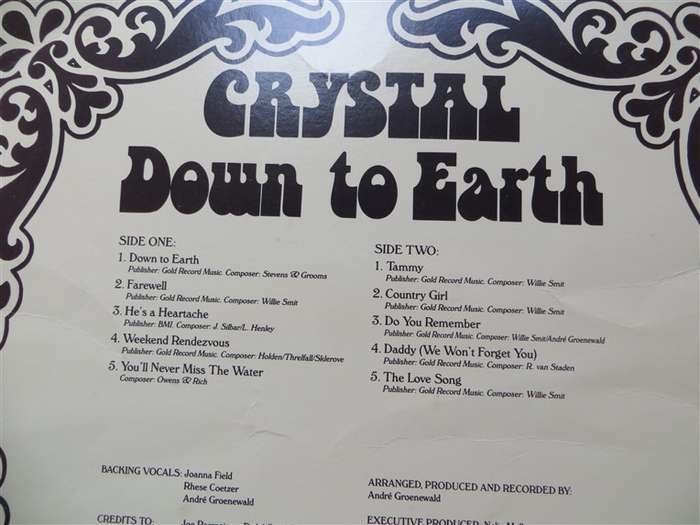 CRYSTAL
Down to Earth
SIDE ONE:
1. Down to Earth
Publisher: Gold Record Music. Composer: Stevens & Grooms
2. Farewell
Publisher: Gold Record Music. Composer: Willie Smit
3. He's a Heartache
Publisher: BMI. Composer: J. Silbar/L. Henley
4. Weekend Rendezvous
Publisher: Gold Record Music. Composer: Holden/Threlfall/Sklerove
5. You'll Never Miss The Water
Composer: Owens & Rich
SIDE TWO:
1. Tammy
Publisher: Gold Record Music. Composer: Willie Smit
2. Country Girl
Publisher: Gold Record Music. Composer: Willie Smit
3. Do You Remember
Publisher: Gold Record Music. Composer: Willie Smit/André Groenewald
4. Daddy (We Won't Forget You)
Publisher: Gold Record Music. Composer: R. van Staden
5. The Love Song
Publisher: Gold Record Music. Composer: Willie Smit
BACKING VOCALS: Joanna Field
Rhese Coetzer
André Groenewald
CREDITS TO:
ARRANGED, PRODUCED AND RECORDED BY:
André Groenewald
EXECUTIVE PRODUCER: